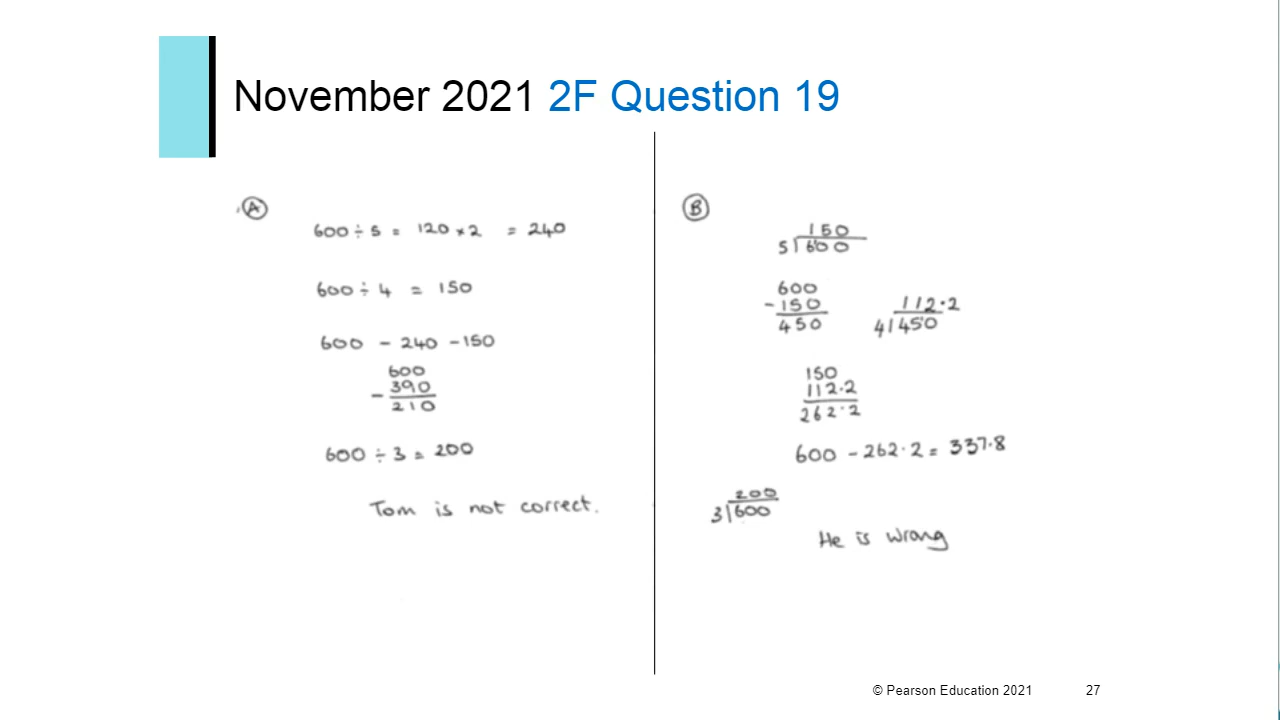 November 2021 2F Question 19
A
600 ÷ 5 = 120 × 2 = 240
600 ÷ 4 = 150
600 - 240 - 150
600
- 390
210
600 ÷ 3 = 200
Tom is not correct.
B
150
5 600
600
- 150
450
112.2
4 450
150
112.2
262.2
600 - 262.2 = 337.8
200
3 600
He is wrong
© Pearson Education 2021 27